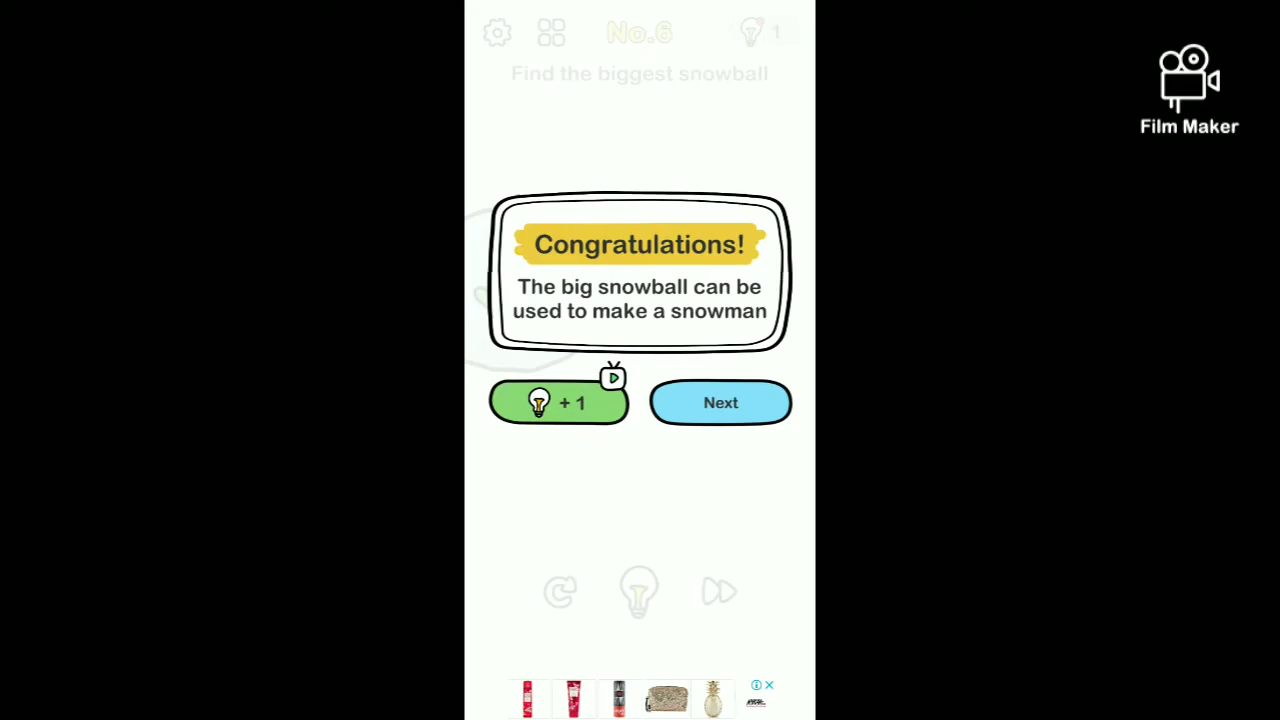 No.6
1
Find the biggest snowball
Film Maker
Congratulations!
The big snowball can be
used to make a snowman
+ 1
Next